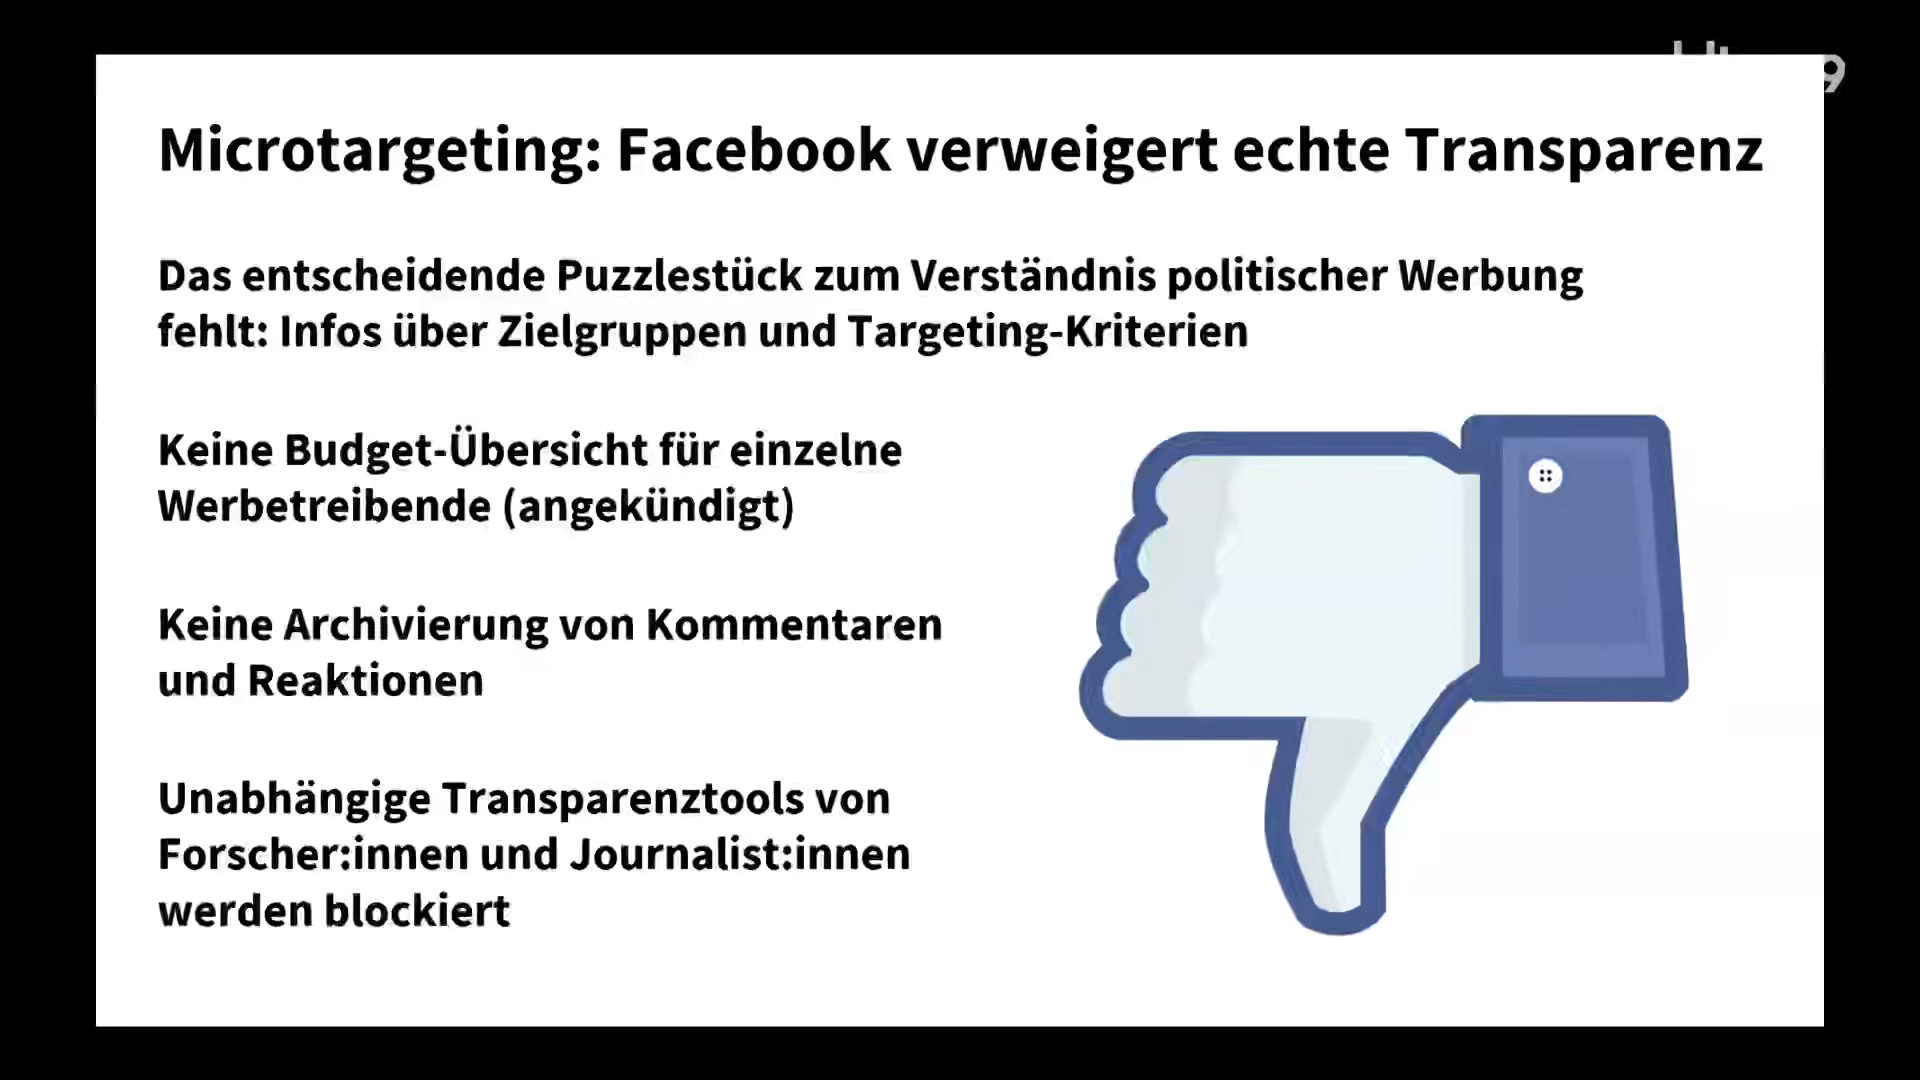 Microtargeting: Facebook verweigert echte Transparenz
Das entscheidende Puzzlestück zum Verständnis politischer Werbung
fehlt: Infos über Zielgruppen und Targeting-Kriterien
Keine Budget-Übersicht für einzelne
Werbetreibende (angekündigt)
Keine Archivierung von Kommentaren
und Reaktionen
Unabhängige Transparenztools von
Forscher:innen und Journalist:innen
werden blockiert